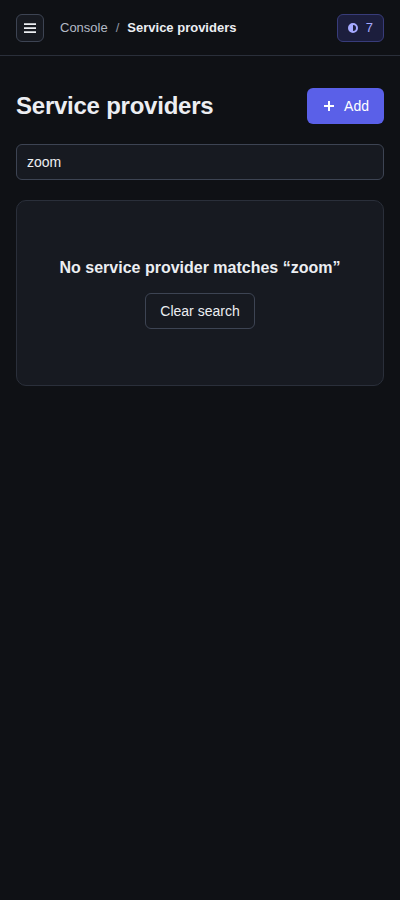 Console / Service providers
7
Service providers
Add
zoom
No service provider matches “zoom”
Clear search